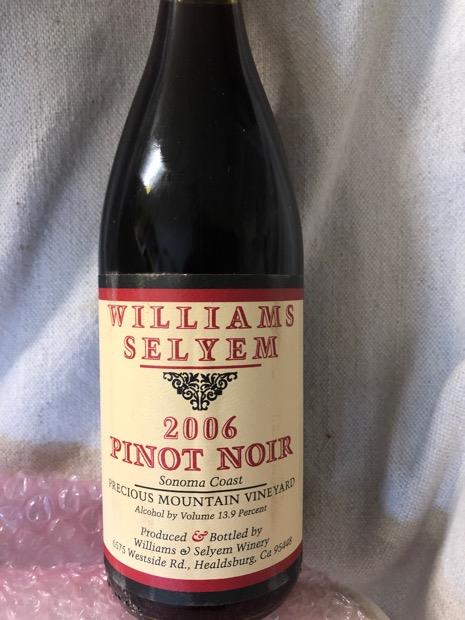 WILLIAMS
SELYEM
2006
PINOT NOIR
Sonoma Coast
PRECIOUS MOUNTAIN VINEYARD
Alcohol by Volume 13.9 Percent
Produced & Bottled by
Williams & Selyem Winery
6575 Westside Rd., Healdsburg, Ca 95448